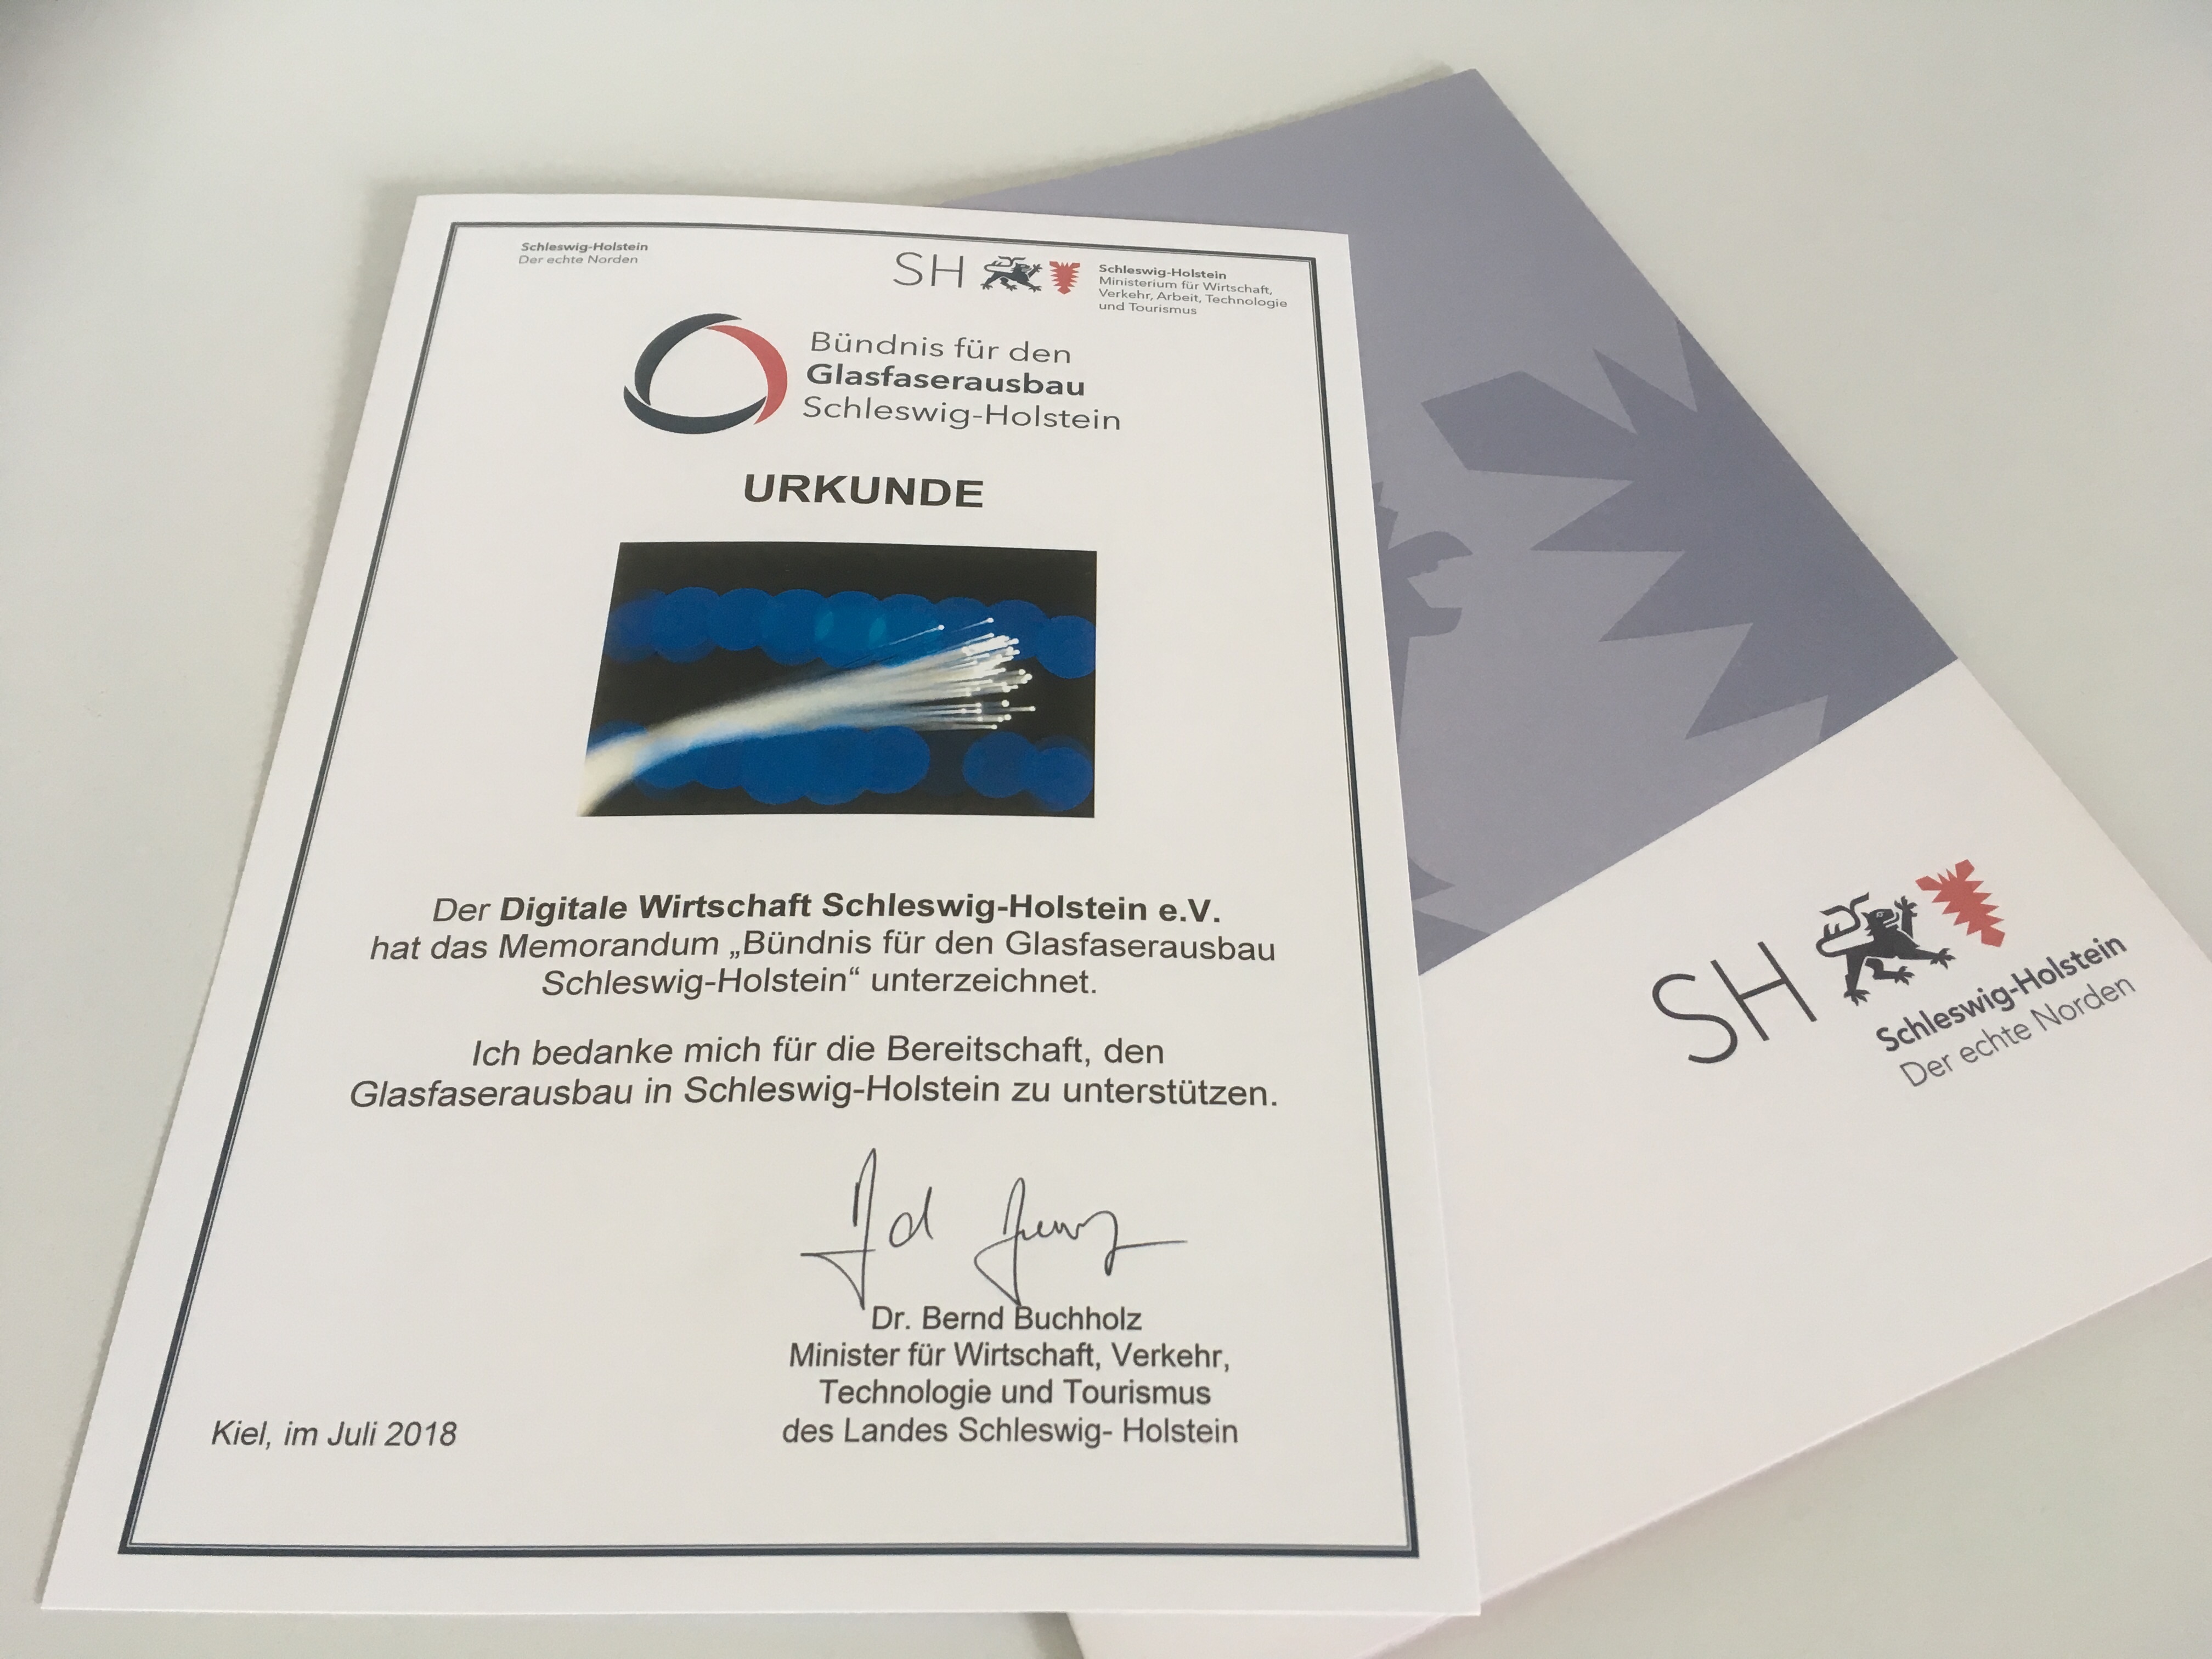 Schleswig-Holstein
Der echte Norden
SH
Schleswig-Holstein
Ministerium für Wirtschaft,
Verkehr, Arbeit, Technologie
und Tourismus
Bündnis für den
Glasfaserausbau
Schleswig-Holstein
URKUNDE
Der Digitale Wirtschaft Schleswig-Holstein e.V.
hat das Memorandum „Bündnis für den Glasfaserausbau
Schleswig-Holstein“ unterzeichnet.
Ich bedanke mich für die Bereitschaft, den
Glasfaserausbau in Schleswig-Holstein zu unterstützen.
Dr. Bernd Buchholz
Minister für Wirtschaft, Verkehr,
Technologie und Tourismus
des Landes Schleswig- Holstein
Kiel, im Juli 2018
SH
Schleswig-Holstein
Der echte Norden